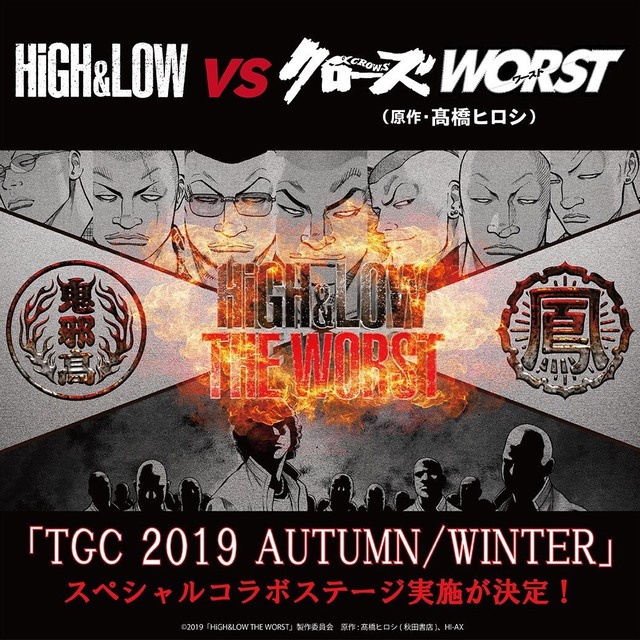 HiGH&LOW VS クローズ CROWS WORST ワースト
(原作・髙橋ヒロシ)
鬼邪高
HiGH&LOW
THE WORST
鳳
「TGC 2019 AUTUMN/WINTER」
スペシャルコラボステージ実施が決定！
©2019「HiGH&LOW THE WORST」製作委員会 原作:髙橋ヒロシ(秋田書店)、HI-AX